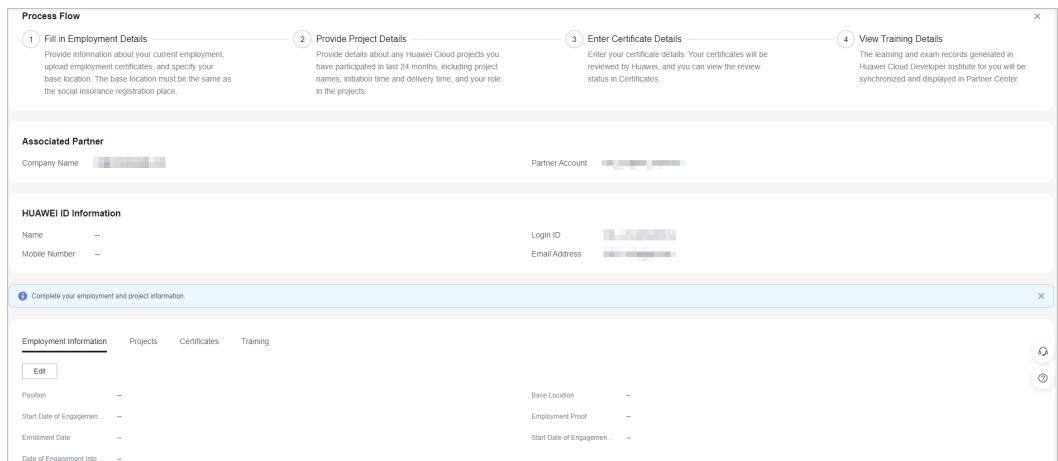 Process Flow
1 Fill in Employment Details
Provide information about your current employment,
upload employment certificates, and specify your
base location. The base location must be the same as
the social insurance registration place.
2 Provide Project Details
Provide details about any Huawei Cloud projects you
have participated in last 24 months, including project
names, initiation time and delivery time, and your role
in the projects.
3 Enter Certificate Details
Enter your certificate details. Your certificates will be
reviewed by Huawei, and you can view the review
status in Certificates.
4 View Training Details
The learning and exam records generated in
Huawei Cloud Developer Institute for you will be
synchronized and displayed in Partner Center.
Associated Partner
Company Name
Partner Account
HUAWEI ID Information
Name --
Login ID
Mobile Number --
Email Address
Complete your employment and project information.
Employment Information Projects Certificates Training
Edit
Position --
Base Location --
Start Date of Engagemen... --
Employment Proof --
Enrollment Date --
Start Date of Engagemen... --
Date of Engagement Into ... --